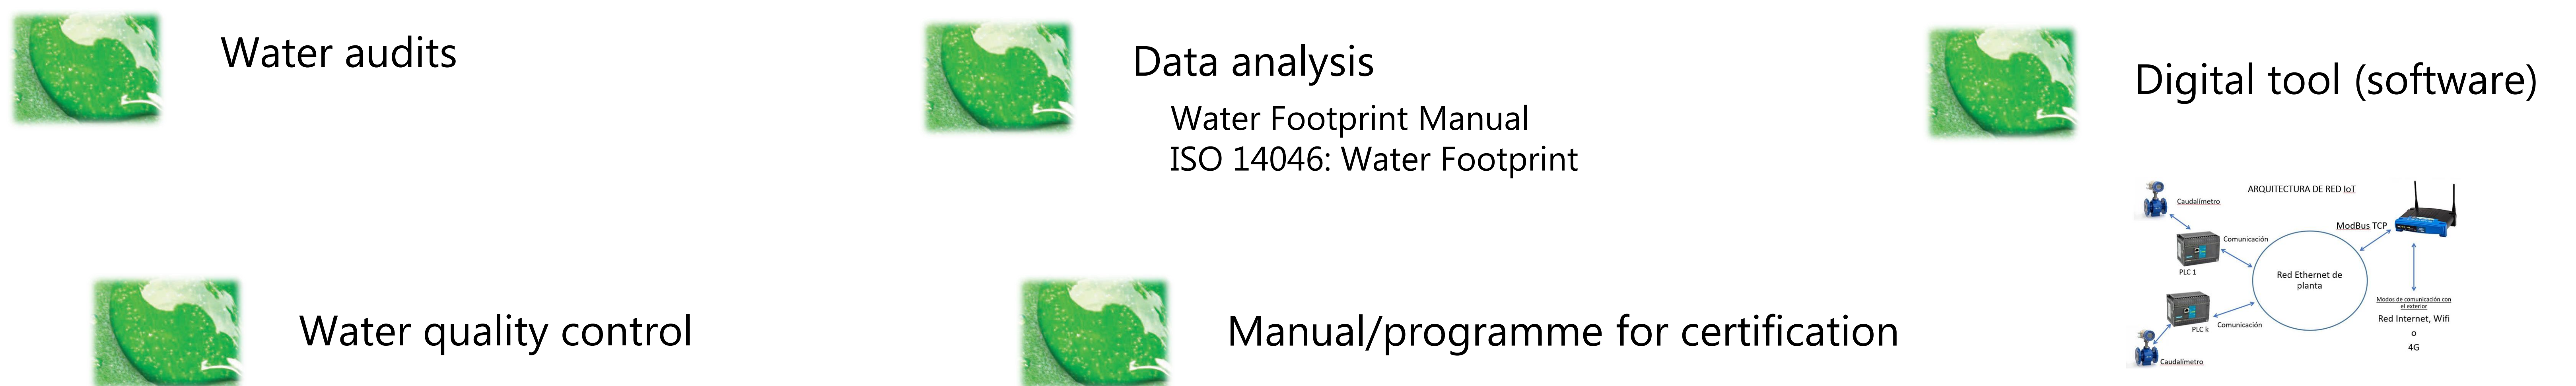 Water audits
Data analysis
Water Footprint Manual
ISO 14046: Water Footprint
Digital tool (software)
Water quality control
Manual/programme for certification
ARQUITECTURA DE RED IoT
Caudalímetro
ModBus TCP
Comunicación
PLC 1
Red Ethernet de
planta
Modos de comunicación con
el exterior
Red Internet, Wifi
o
4G
PLC k
Comunicación
Caudalímetro